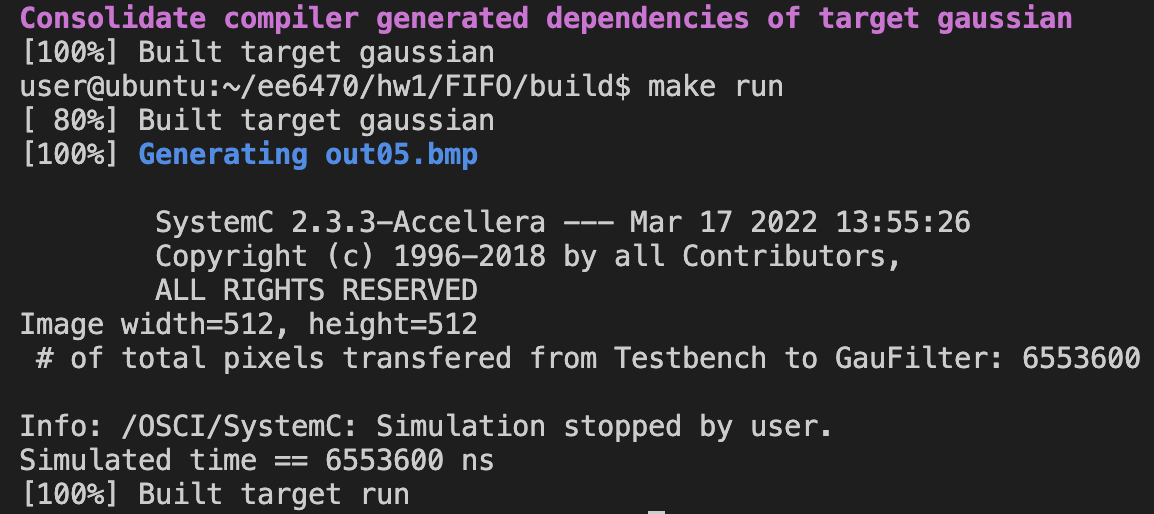 Consolidate compiler generated dependencies of target gaussian
[100%] Built target gaussian
user@ubuntu:~/ee6470/hw1/FIFO/build$ make run
[ 80%] Built target gaussian
[100%] Generating out05.bmp
SystemC 2.3.3-Accellera --- Mar 17 2022 13:55:26
Copyright (c) 1996-2018 by all Contributors,
ALL RIGHTS RESERVED
Image width=512, height=512
# of total pixels transfered from Testbench to GauFilter: 6553600
Info: /OSCI/SystemC: Simulation stopped by user.
Simulated time == 6553600 ns
[100%] Built target run